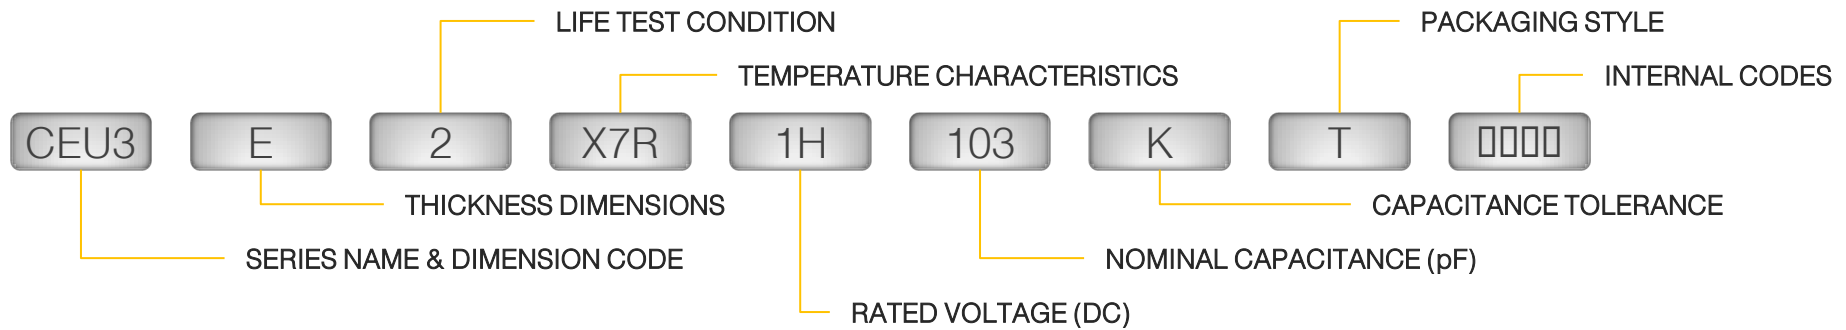 LIFE TEST CONDITION
PACKAGING STYLE
TEMPERATURE CHARACTERISTICS
INTERNAL CODES
CEU3 E 2 X7R 1H 103 K T □□□□
THICKNESS DIMENSIONS
CAPACITANCE TOLERANCE
SERIES NAME & DIMENSION CODE
NOMINAL CAPACITANCE (pF)
RATED VOLTAGE (DC)